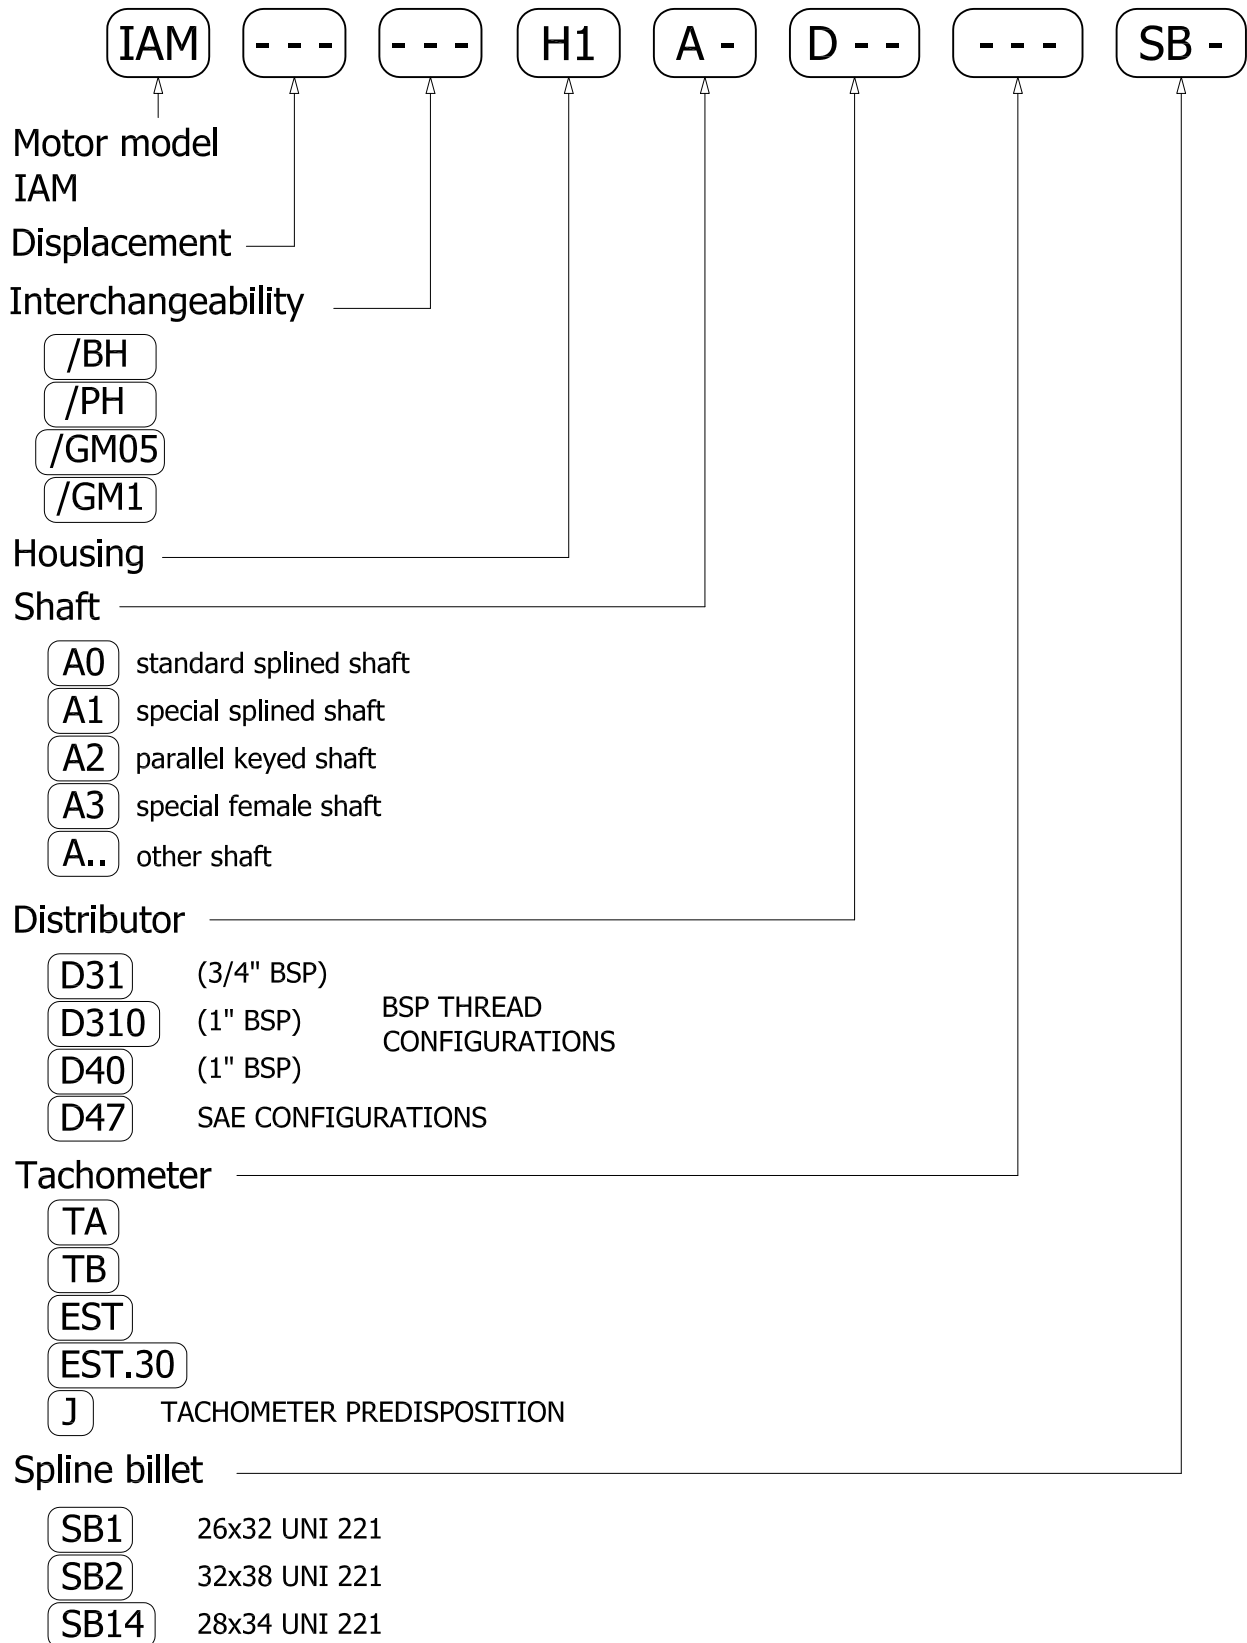 IAM --- --- H1 A - D - - --- SB -
Motor model
IAM
Displacement
Interchangeability
/BH
/PH
/GM05
/GM1
Housing
Shaft
A0 standard splined shaft
A1 special splined shaft
A2 parallel keyed shaft
A3 special female shaft
A.. other shaft
Distributor
D31 (3/4" BSP)
D310 (1" BSP)
BSP THREAD
CONFIGURATIONS
D40 (1" BSP)
D47 SAE CONFIGURATIONS
Tachometer
TA
TB
EST
EST.30
J TACHOMETER PREDISPOSITION
Spline billet
SB1 26x32 UNI 221
SB2 32x38 UNI 221
SB14 28x34 UNI 221